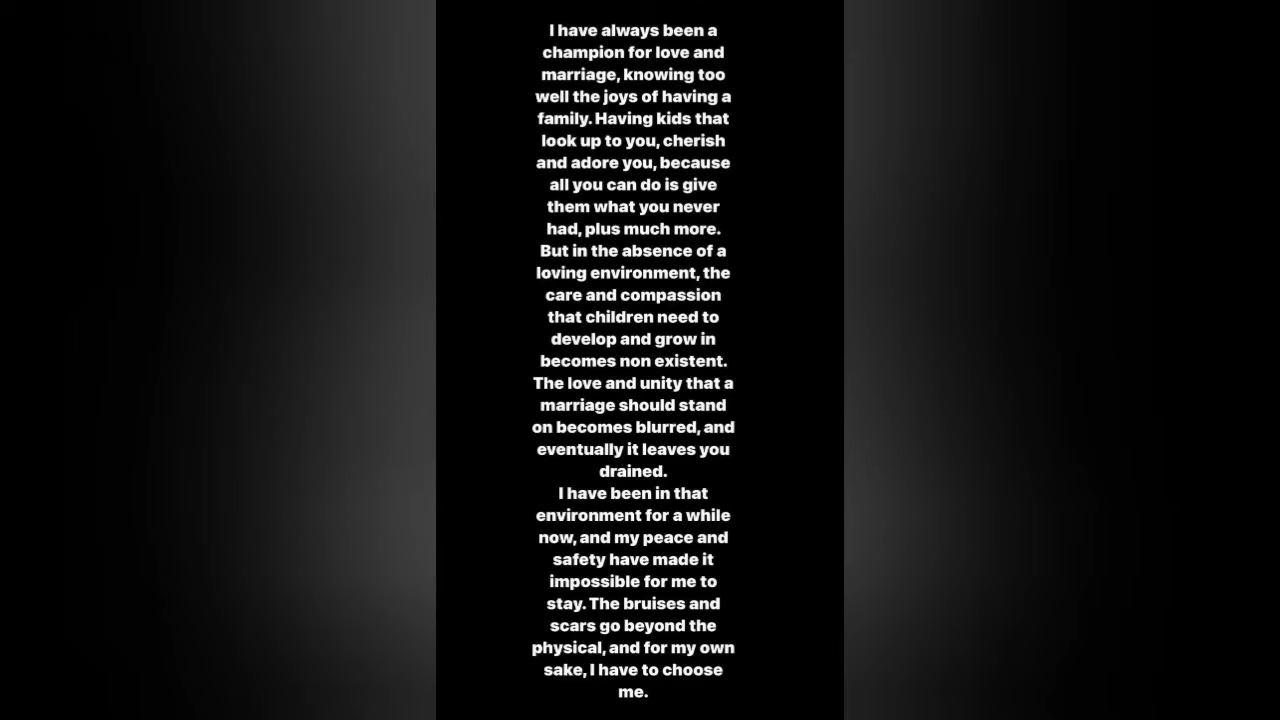 I have always been a
champion for love and
marriage, knowing too
well the joys of having a
family. Having kids that
look up to you, cherish
and adore you, because
all you can do is give
them what you never
had, plus much more.
But in the absence of a
loving environment, the
care and compassion
that children need to
develop and grow in
becomes non existent.
The love and unity that a
marriage should stand
on becomes blurred, and
eventually it leaves you
drained.
I have been in that
environment for a while
now, and my peace and
safety have made it
impossible for me to
stay. The bruises and
scars go beyond the
physical, and for my own
sake, I have to choose
me.